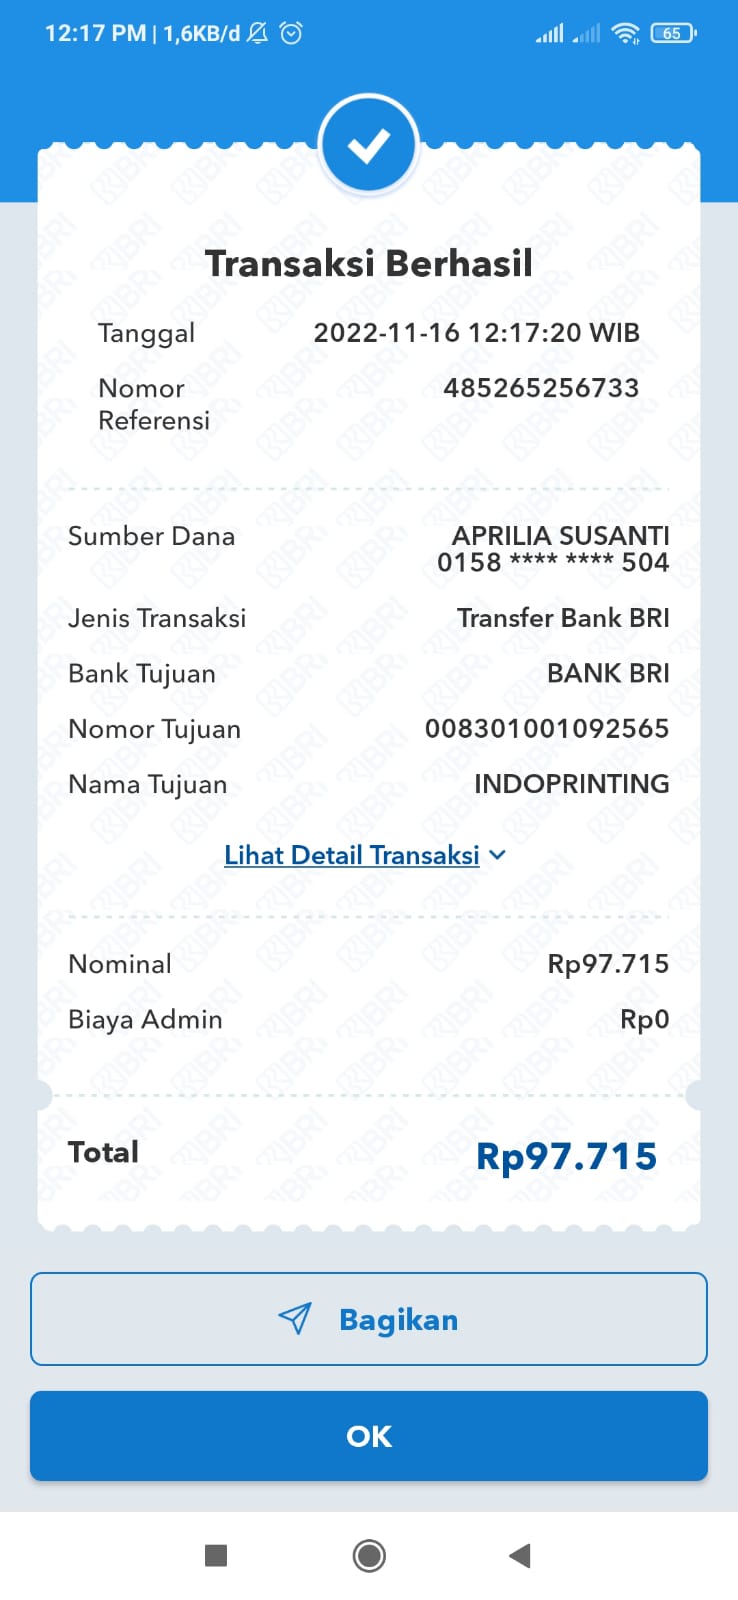 12:17 PM | 1,6KB/d
65
Transaksi Berhasil
Tanggal 2022-11-16 12:17:20 WIB
Nomor Referensi 485265256733
Sumber Dana APRILIA SUSANTI
0158 **** **** 504
Jenis Transaksi Transfer Bank BRI
Bank Tujuan BANK BRI
Nomor Tujuan 008301001092565
Nama Tujuan INDOPRINTING
Lihat Detail Transaksi
Nominal Rp97.715
Biaya Admin Rp0
Total Rp97.715
Bagikan
OK